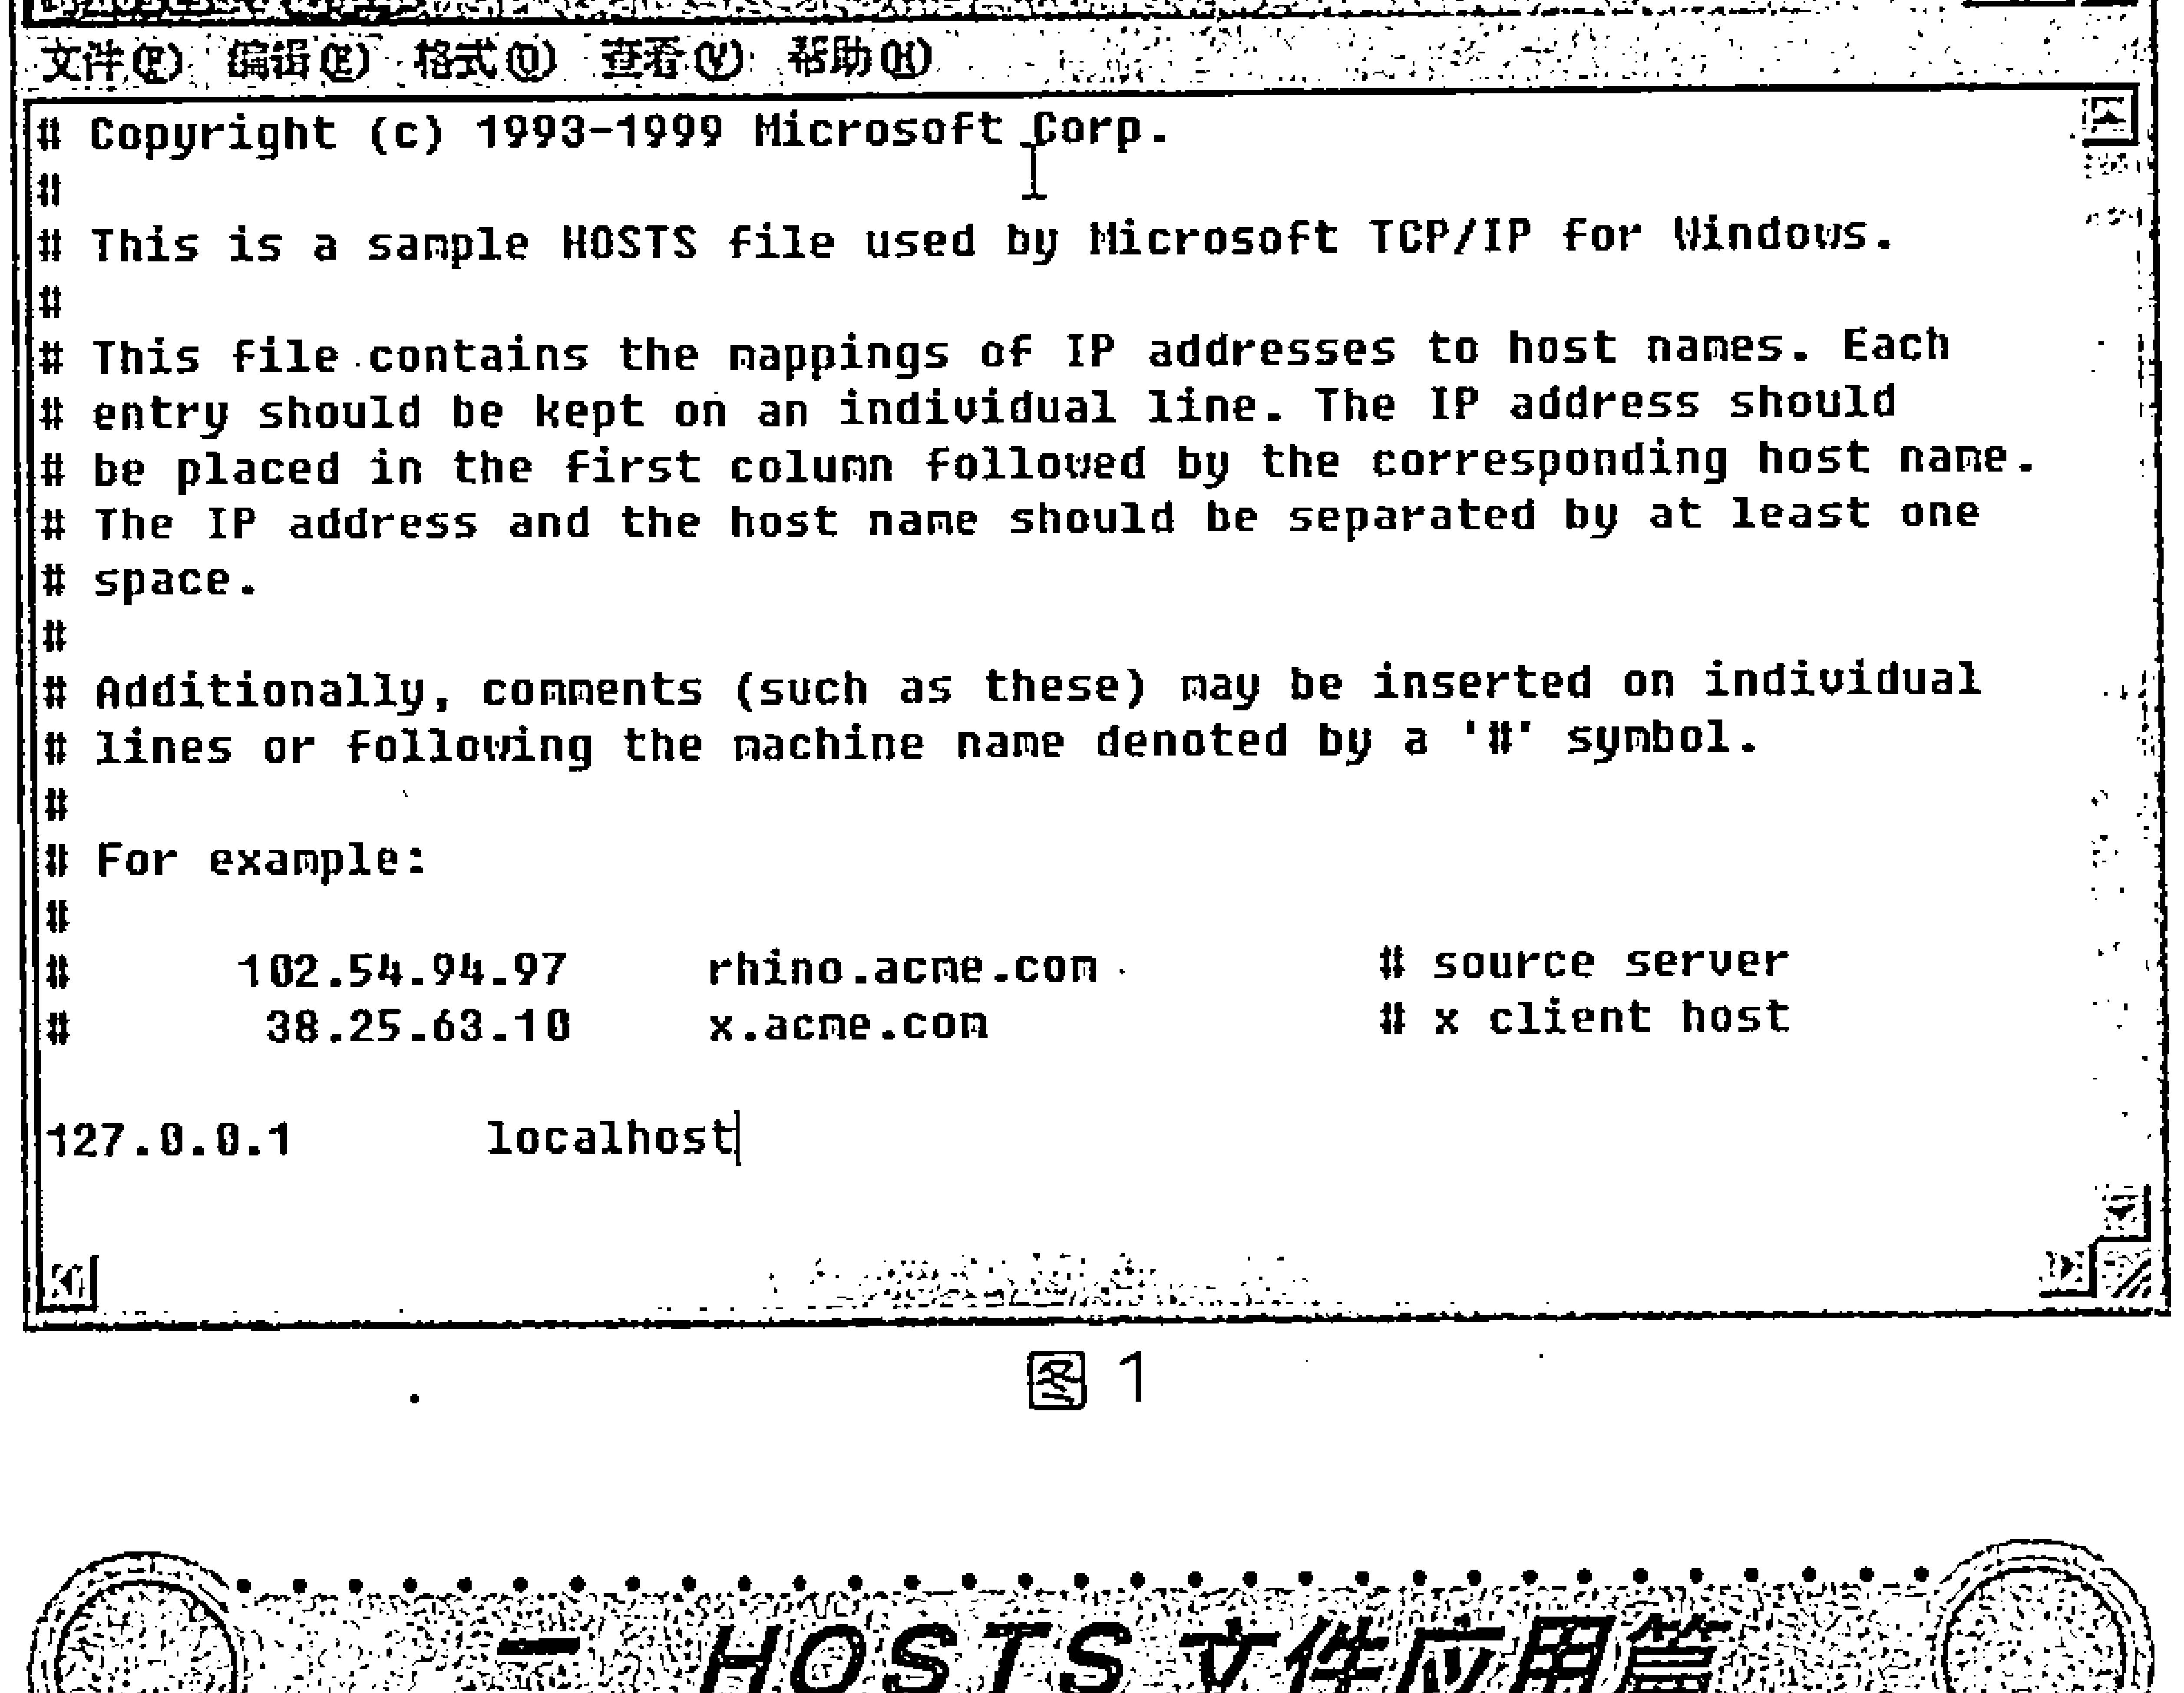 文件(F) 编辑(E) 格式(O) 查看(V) 帮助(H)
# Copyright (c) 1993-1999 Microsoft Corp.
#
# This is a sample HOSTS file used by Microsoft TCP/IP for Windows.
#
# This file contains the mappings of IP addresses to host names. Each
# entry should be kept on an individual line. The IP address should
# be placed in the first column followed by the corresponding host name.
# The IP address and the host name should be separated by at least one
# space.
#
# Additionally, comments (such as these) may be inserted on individual
# lines or following the machine name denoted by a '#' symbol.
#
# For example:
#
#       102.54.94.97     rhino.acme.com          # source server
#        38.25.63.10     x.acme.com              # x client host
127.0.0.1       localhost
图 1
HOSTS 文件应用篇